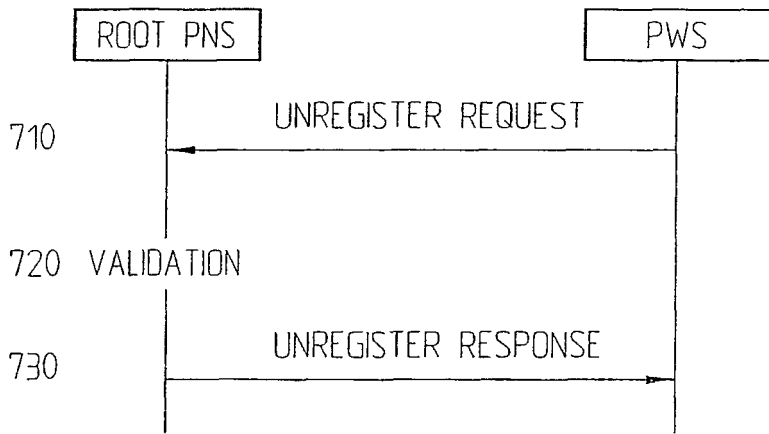 ROOT PNS
PWS
UNREGISTER REQUEST
710
720 VALIDATION
UNREGISTER RESPONSE
730